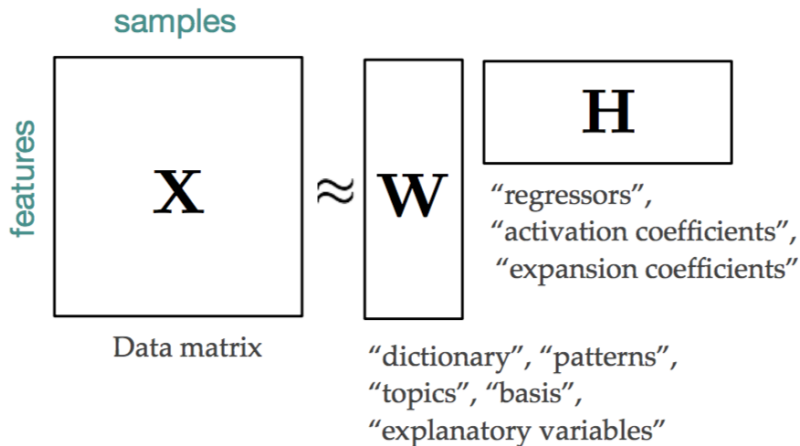 samples
features
X
≈
W
H
“regressors”,
“activation coefficients”,
“expansion coefficients”
Data matrix
“dictionary”, “patterns”,
“topics”, “basis”,
“explanatory variables”